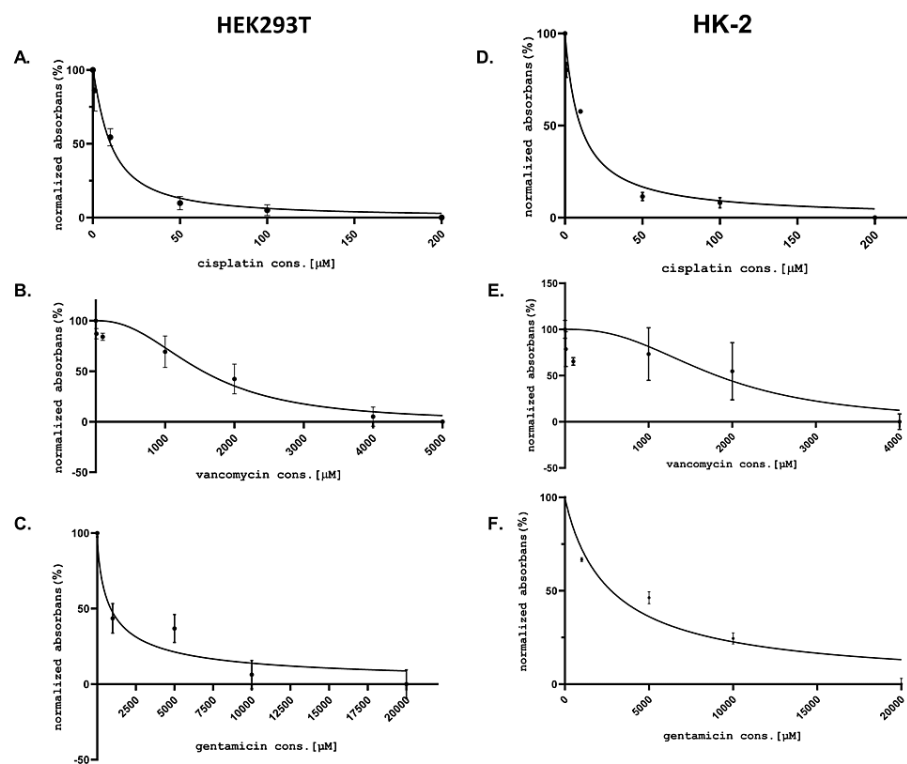 HEK293T
HK-2
A.
normalized absorbans(%)
100
50
0
0
50
100
150
200
cisplatin cons.[µM]
D.
normalized absorbans(%)
100
50
0
0
50
100
150
200
cisplatin cons.[µM]
B.
normalized absorbans(%)
100
50
0
-50
1000
2000
3000
4000
5000
vancomycin cons.[µM]
E.
normalized absorbans(%)
150
100
50
0
-50
1000
2000
3000
4000
vancomycin cons.[µM]
C.
normalized absorbans(%)
100
50
0
-50
2500
5000
7500
10000
12500
15000
17500
20000
gentamicin cons.[µM]
F.
normalized absorbans(%)
100
50
0
0
5000
10000
15000
20000
gentamicin cons.[µM]